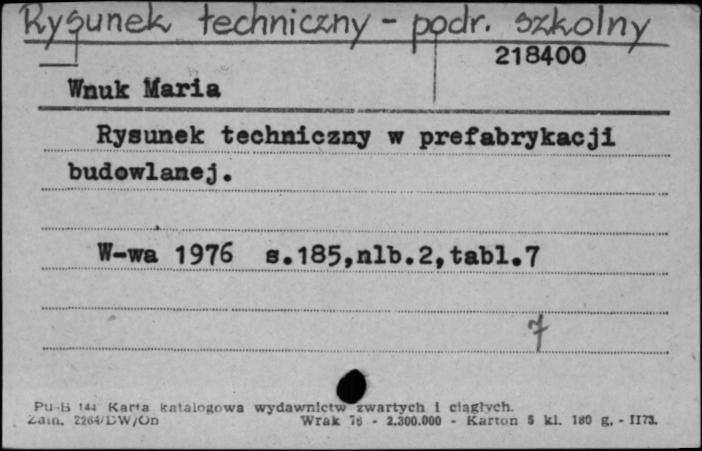 Rysunek techniczny - podr. szkolny
218400
Wnuk Maria
Rysunek techniczny w prefabrykacji
budowlanej.
W-wa 1976 s.185,nlb.2,tabl.7
7
Pu-B 144 Karta katalogowa wydawnictw zwartych i ciągłych.
Zam. 2264/DW/On Wrak 76 - 2.300.000 - Karton 5 kl. 180 g. - II73.